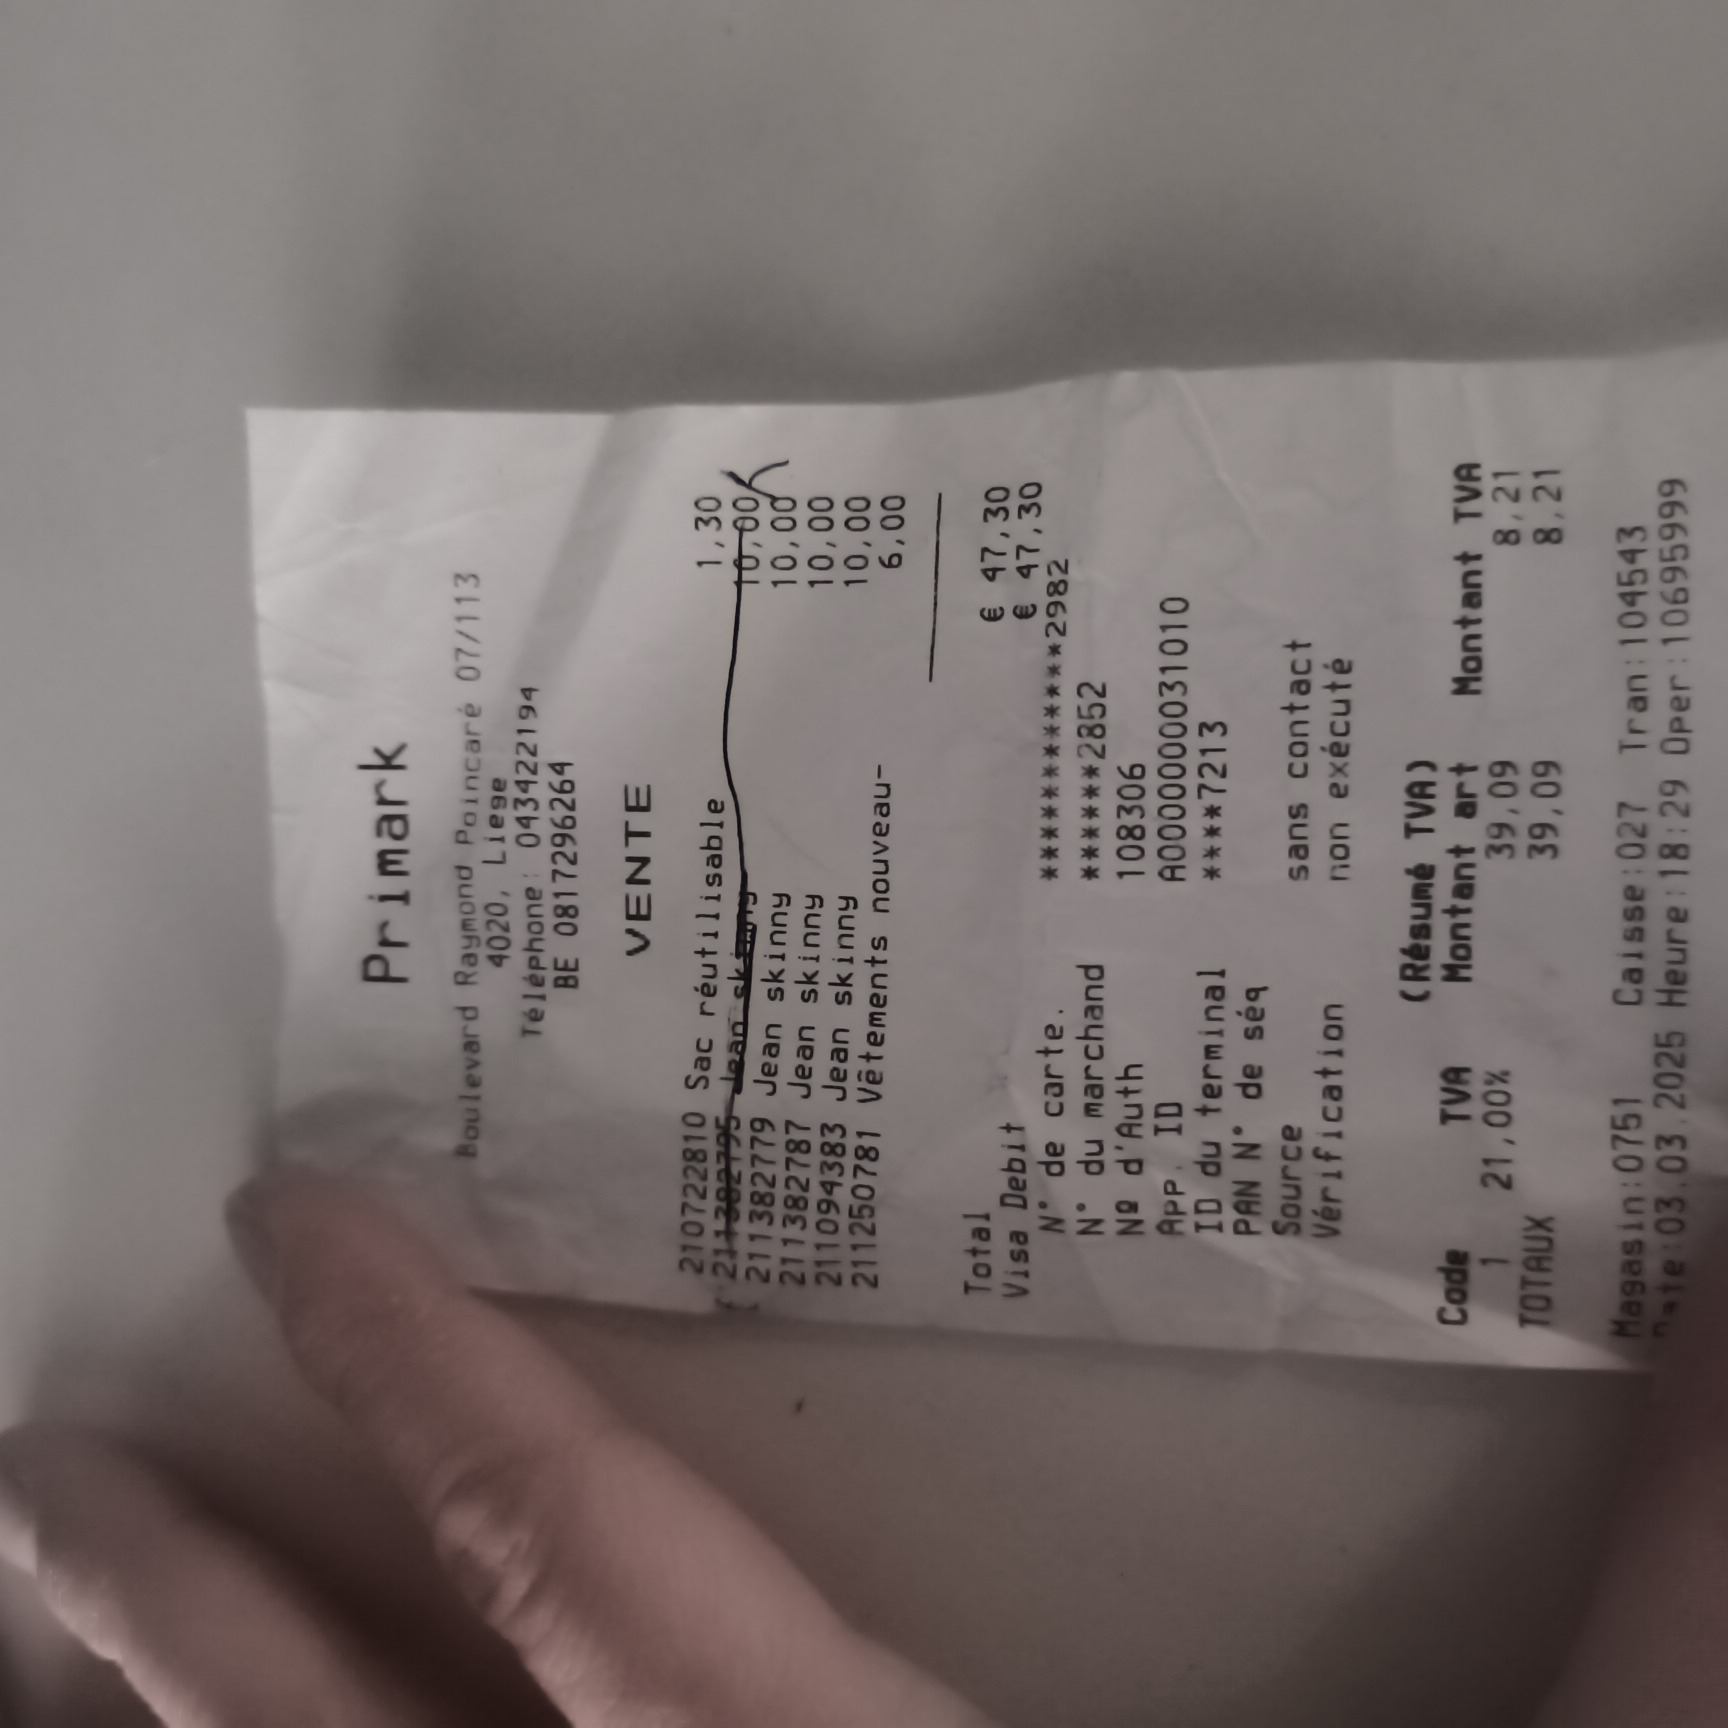 Primark
Boulevard Raymond Poincaré 07/113
4020, Liege
Téléphone: 0434222194
BE 0817296264
VENTE
210722810 Sac réutilisable 1,30
211382795 Jean skinny 10,00
211382779 Jean skinny 10,00
211382787 Jean skinny 10,00
211094383 Jean skinny 10,00
211250781 Vêtements nouveau- 6,00
Total € 47,30
Visa Debit € 47,30
N° de carte. ************2982
N° du marchand ******2852
Nº d'Auth 108306
App. ID A0000000031010
ID du terminal ****7213
PAN N° de séq
Source sans contact
Vérification non exécuté
(Résumé TVA)
Code TVA Montant art Montant TVA
1 21,00% 39,09 8,21
TOTAUX 39,09 8,21
Magasin:0751 Caisse:027 Tran:104543
Date:03.03.2025 Heure:18:29 Oper:10695999